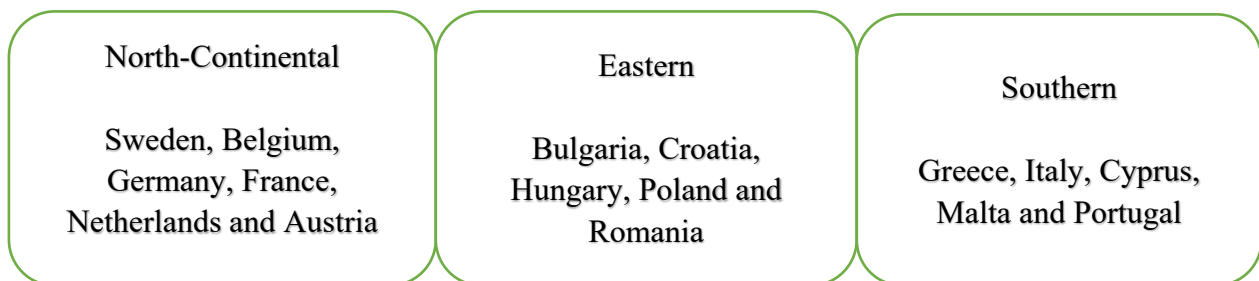 North-Continental
Sweden, Belgium,
Germany, France,
Netherlands and Austria
Eastern
Bulgaria, Croatia,
Hungary, Poland and
Romania
Southern
Greece, Italy, Cyprus,
Malta and Portugal